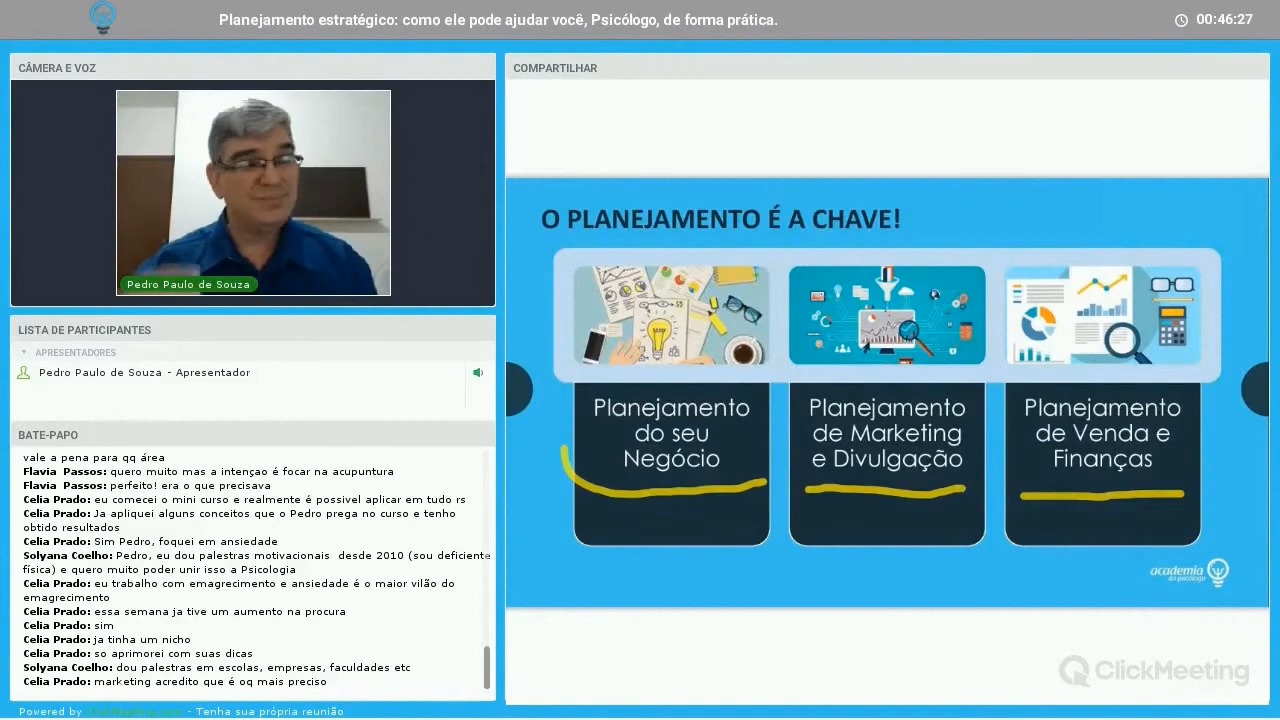 Planejamento estratégico: como ele pode ajudar você, Psicólogo, de forma prática.
00:46:27
CÂMERA E VOZ
Pedro Paulo de Souza
LISTA DE PARTICIPANTES
APRESENTADORES
Pedro Paulo de Souza - Apresentador
BATE-PAPO
vale a pena para qq área
Flavia Passos: quero muito mas a intençao é focar na acupuntura
Flavia Passos: perfeito! era o que precisava
Celia Prado: eu comecei o mini curso e realmente é possivel aplicar em tudo rs
Celia Prado: Ja apliquei alguns conceitos que o Pedro prega no curso e tenho
obtido resultados
Celia Prado: Sim Pedro, foquei em ansiedade
Solyana Coelho: Pedro, eu dou palestras motivacionais desde 2010 (sou deficiente
física) e quero muito poder unir isso a Psicologia
Celia Prado: eu trabalho com emagrecimento e ansiedade é o maior vilão do
emagrecimento
Celia Prado: essa semana ja tive um aumento na procura
Celia Prado: sim
Celia Prado: ja tinha um nicho
Celia Prado: so aprimorei com suas dicas
Solyana Coelho: dou palestras em escolas, empresas, faculdades etc
Celia Prado: marketing acredito que é oq mais preciso
Powered by ClickMeeting.com - Tenha sua própria reunião
COMPARTILHAR
O PLANEJAMENTO É A CHAVE!
Planejamento
do seu
Negócio
Planejamento
de Marketing
e Divulgação
Planejamento
de Venda e
Finanças
academia
do psicólogo
ClickMeeting